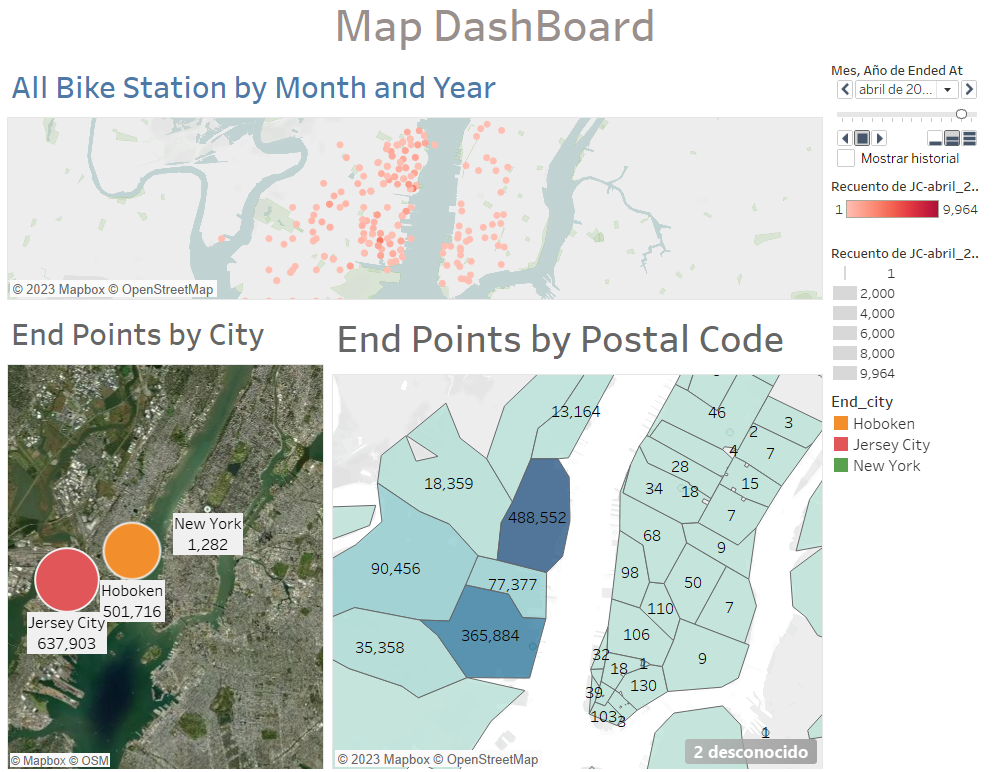 Map DashBoard
All Bike Station by Month and Year
© 2023 Mapbox © OpenStreetMap
Mes, Año de Ended At
abril de 20...
Mostrar historial
Recuento de JC-abril_2..
1 9,964
Recuento de JC-abril_2..
1
2,000
4,000
6,000
8,000
9,964
End_city
Hoboken
Jersey City
New York
End Points by City
New York
1,282
Hoboken
501,716
Jersey City
637,903
© Mapbox © OSM
End Points by Postal Code
13,164
46
3
2
4
7
28
18,359
15
34
18
488,552
7
68
9
90,456
98
50
77,377
110
7
365,884
106
35,358
32
1
9
18
130
39
103
3
1
2 desconocido
© 2023 Mapbox © OpenStreetMap